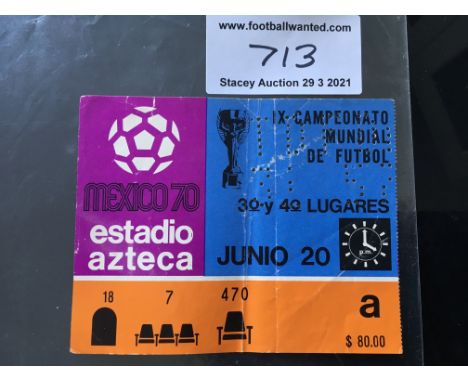 www.footballwanted.com
713
Stacey Auction 29 3 2021
IX CAMPEONATO
MUNDIAL
DE FUTBOL
MEXICO 70
3o y 4o LUGARES
estadio
azteca
JUNIO 20
p.m.
18
7
470
a
$ 80.00